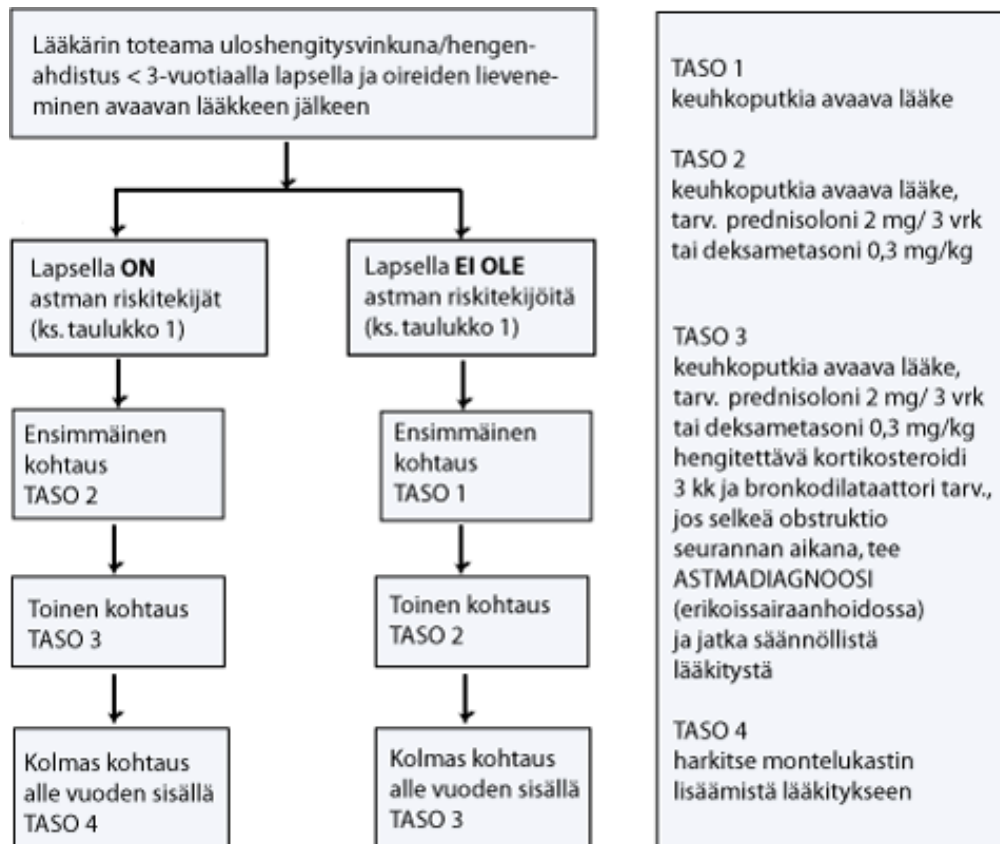 Lääkärin toteama uloshengitysvinkuna/hengen-
ahdistus < 3-vuotiaalla lapsella ja oireiden lievene-
minen avaavan lääkkeen jälkeen
Lapsella ON
astman riskitekijät
(ks. taulukko 1)
Ensimmäinen
kohtaus
TASO 2
Toinen kohtaus
TASO 3
Kolmas kohtaus
alle vuoden sisällä
TASO 4
Lapsella EI OLE
astman riskitekijöitä
(ks. taulukko 1)
Ensimmäinen
kohtaus
TASO 1
Toinen kohtaus
TASO 2
Kolmas kohtaus
alle vuoden sisällä
TASO 3
TASO 1
keuhkoputkia avaava lääke
TASO 2
keuhkoputkia avaava lääke,
tarv. prednisoloni 2 mg/ 3 vrk
tai deksametasoni 0,3 mg/kg
TASO 3
keuhkoputkia avaava lääke,
tarv. prednisoloni 2 mg/ 3 vrk
tai deksametasoni 0,3 mg/kg
hengitettävä kortikosteroidi
3 kk ja bronkodilataattori tarv.,
jos selkeä obstruktio
seurannan aikana, tee
ASTMADIAGNOOSI
(erikoissairaanhoidossa)
ja jatka säännöllistä
lääkitystä
TASO 4
harkitse montelukastin
lisäämistä lääkitykseen